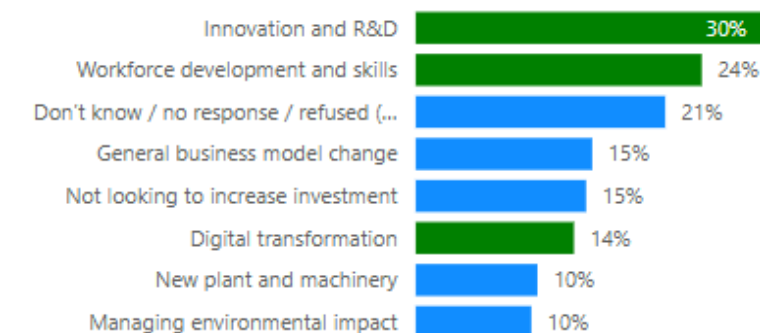 Innovation and R&D 30%
Workforce development and skills 24%
Don't know / no response / refused (... 21%
General business model change 15%
Not looking to increase investment 15%
Digital transformation 14%
New plant and machinery 10%
Managing environmental impact 10%